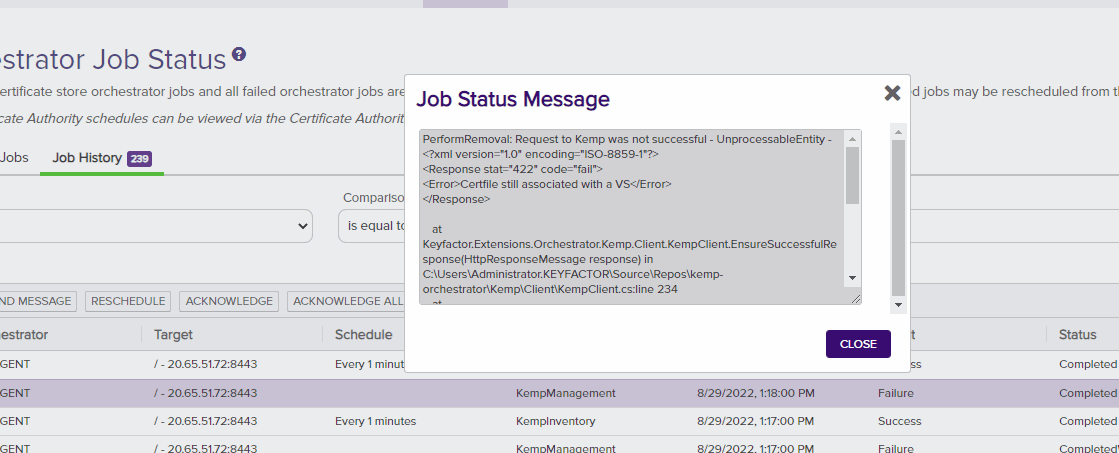 estrator Job Status ?
ertificate store orchestrator jobs and all failed orchestrator jobs are
ed jobs may be rescheduled from th
cate Authority schedules can be viewed via the Certificate Authorit
Jobs
Job History 239
Compariso
is equal to
Job Status Message
PerformRemoval: Request to Kemp was not successful - UnprocessableEntity -
<?xml version="1.0" encoding="ISO-8859-1"?>
<Response stat="422" code="fail">
<Error>Certfile still associated with a VS</Error>
</Response>
at
Keyfactor.Extensions.Orchestrator.Kemp.Client.KempClient.EnsureSuccessfulRe
sponse(HttpResponseMessage response) in
C:\Users\Administrator.KEYFACTOR\Source\Repos\kemp-
orchestrator\Kemp\Client\KempClient.cs:line 234
at
CLOSE
ND MESSAGE RESCHEDULE ACKNOWLEDGE ACKNOWLEDGE ALL
hestrator Target Schedule t Status
GENT / - 20.65.51.72:8443 Every 1 minut ss Completed
GENT / - 20.65.51.72:8443 KempManagement 8/29/2022, 1:18:00 PM Failure Completed
GENT / - 20.65.51.72:8443 Every 1 minutes KempInventory 8/29/2022, 1:17:00 PM Success Completed
GENT / - 20.65.51.72:8443 KempManagement 8/29/2022, 1:17:00 PM Failure CompletedW